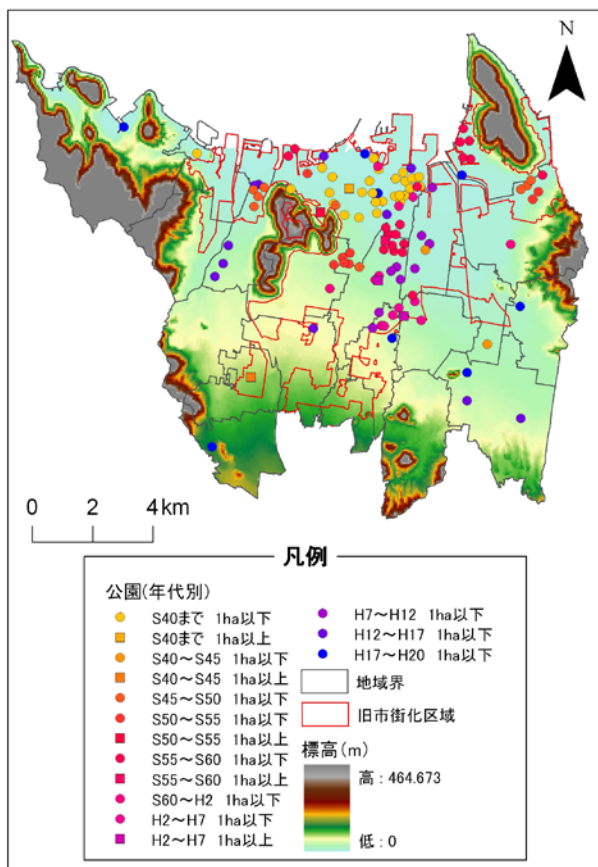 N
0 2 4km
凡例
公園(年代別)
S40まで 1ha以下
S40まで 1ha以上
S40～S45 1ha以下
S40～S45 1ha以上
S45～S50 1ha以下
S50～S55 1ha以下
S50～S55 1ha以上
S55～S60 1ha以下
S55～S60 1ha以上
S60～H2 1ha以下
H2～H7 1ha以下
H2～H7 1ha以上
H7～H12 1ha以下
H12～H17 1ha以下
H17～H20 1ha以下
地域界
旧市街化区域
標高(m)
高 : 464.673
低 : 0